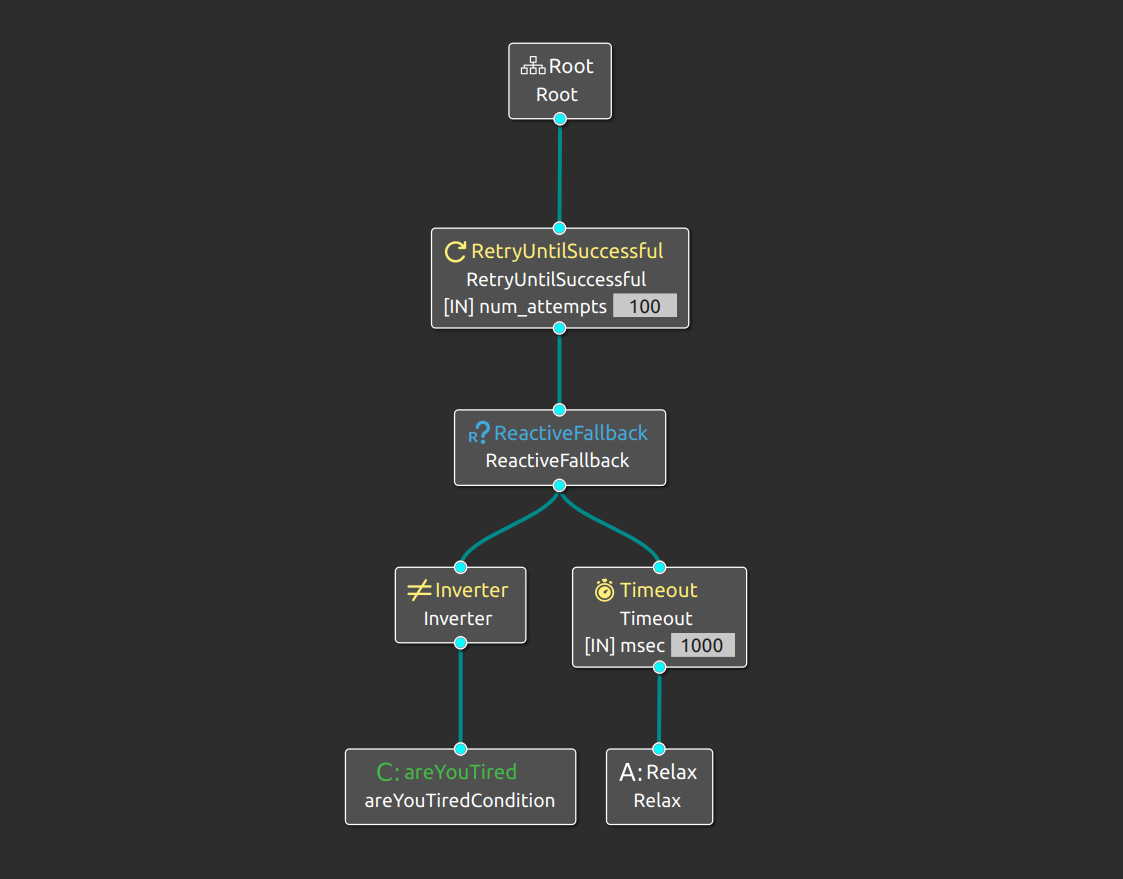 Root
Root
RetryUntilSuccessful
RetryUntilSuccessful
[IN] num_attempts 100
R? ReactiveFallback
ReactiveFallback
≠ Inverter
Inverter
Timeout
Timeout
[IN] msec 1000
C: areYouTired
areYouTiredCondition
A: Relax
Relax